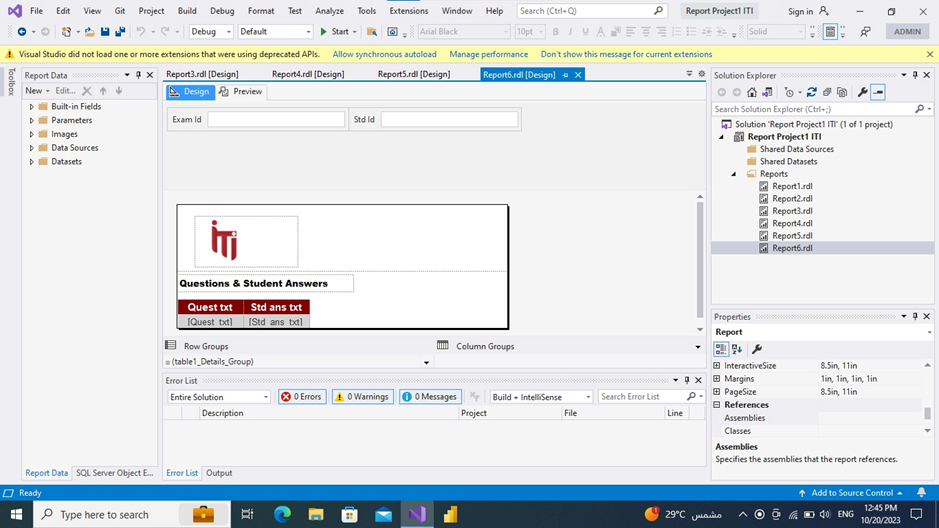 File Edit View Git Project Build Debug Format Test Analyze Tools Extensions Window Help Search (Ctrl+Q) Report Project1 ITI Sign in
Debug Default Start Arial Black 10pt B I U A Solid ADMIN
Visual Studio did not load one or more extensions that were using deprecated APIs. Allow synchronous autoload Manage performance Don't show this message for current extensions
Toolbox
Report Data
New Edit...
Built-in Fields
Parameters
Images
Data Sources
Datasets
Report3.rdl [Design] Report4.rdl [Design] Report5.rdl [Design] Report6.rdl [Design]
Design Preview
Exam Id Std Id
iTi
Questions & Student Answers
Quest txt Std ans txt
[Quest_txt] [Std_ans_txt]
Row Groups Column Groups
(table1_Details_Group)
Error List
Entire Solution 0 Errors 0 Warnings 0 Messages Build + IntelliSense Search Error List
Description Project File Line
Report Data SQL Server Object E... Error List Output
Solution Explorer
Search Solution Explorer (Ctrl+;)
Solution 'Report Project1 ITI' (1 of 1 project)
Report Project1 ITI
Shared Data Sources
Shared Datasets
Reports
Report1.rdl
Report2.rdl
Report3.rdl
Report4.rdl
Report5.rdl
Report6.rdl
Properties
Report
InteractiveSize 8.5in, 11in
Margins 1in, 1in, 1in, 1in
PageSize 8.5in, 11in
References
Assemblies
Classes
Assemblies
Specifies the assemblies that the report references.
Ready Add to Source Control
Type here to search 29°C مشمس ENG 12:45 PM
10/20/2023